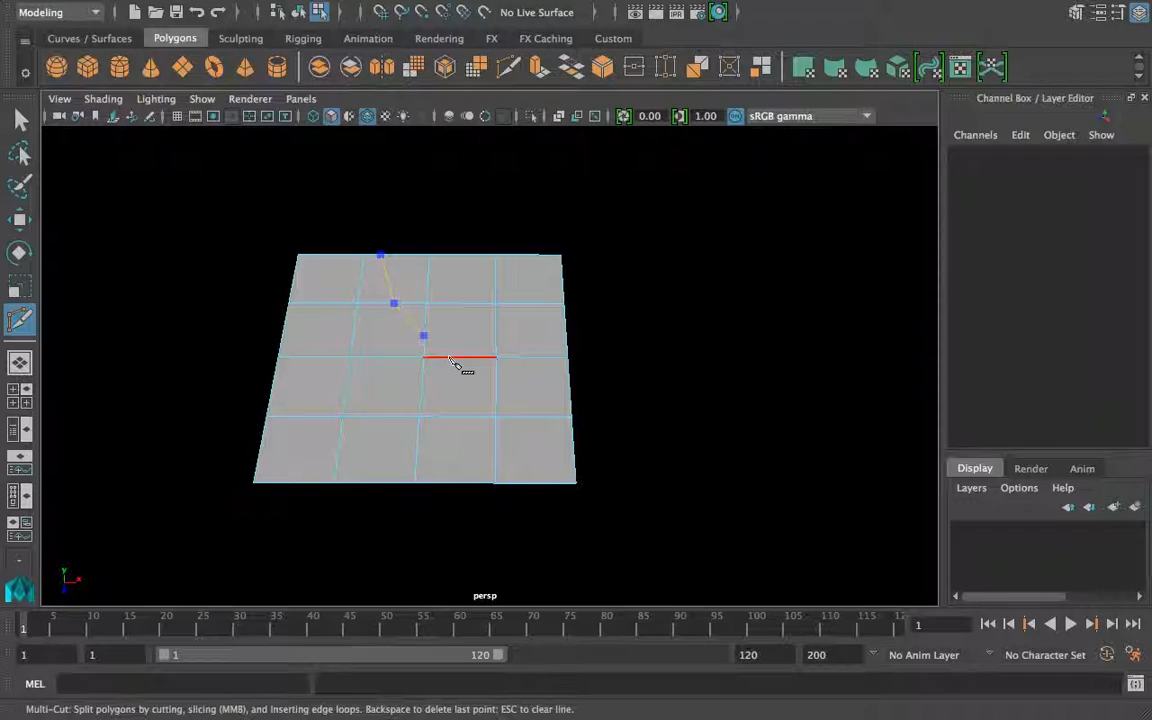 Modeling
No Live Surface
Curves / Surfaces
Polygons
Sculpting
Rigging
Animation
Rendering
FX
FX Caching
Custom
View
Shading
Lighting
Show
Renderer
Panels
0.00
1.00
sRGB gamma
Channel Box / Layer Editor
Channels
Edit
Object
Show
persp
y
x
Display
Render
Anim
Layers
Options
Help
1
5
10
15
20
25
30
35
40
45
50
55
60
65
70
75
80
85
90
95
100
105
110
115
12
1
1
1
1
120
120
200
No Anim Layer
No Character Set
MEL
Multi-Cut: Split polygons by cutting, slicing (MMB), and Inserting edge loops. Backspace to delete last point: ESC to clear line.